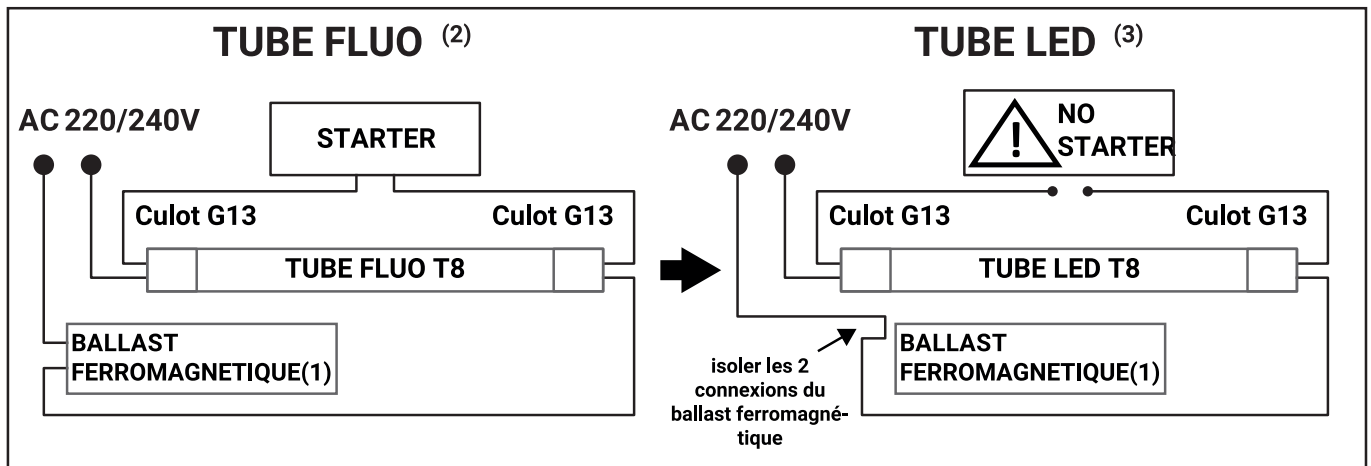 TUBE FLUO (2)
AC 220/240V
STARTER
Culot G13
Culot G13
TUBE FLUO T8
BALLAST
FERROMAGNETIQUE(1)
TUBE LED (3)
AC 220/240V
NO
STARTER
Culot G13
Culot G13
TUBE LED T8
isoler les 2
connexions du
ballast ferromagné-
tique
BALLAST
FERROMAGNETIQUE(1)